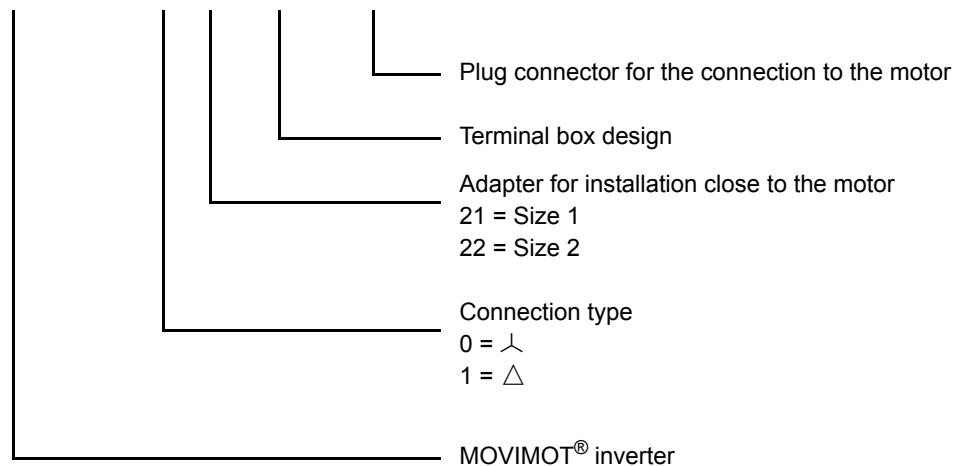 Plug connector for the connection to the motor
Terminal box design
Adapter for installation close to the motor
21 = Size 1
22 = Size 2
Connection type
0 = ⅄
1 = △
MOVIMOT® inverter